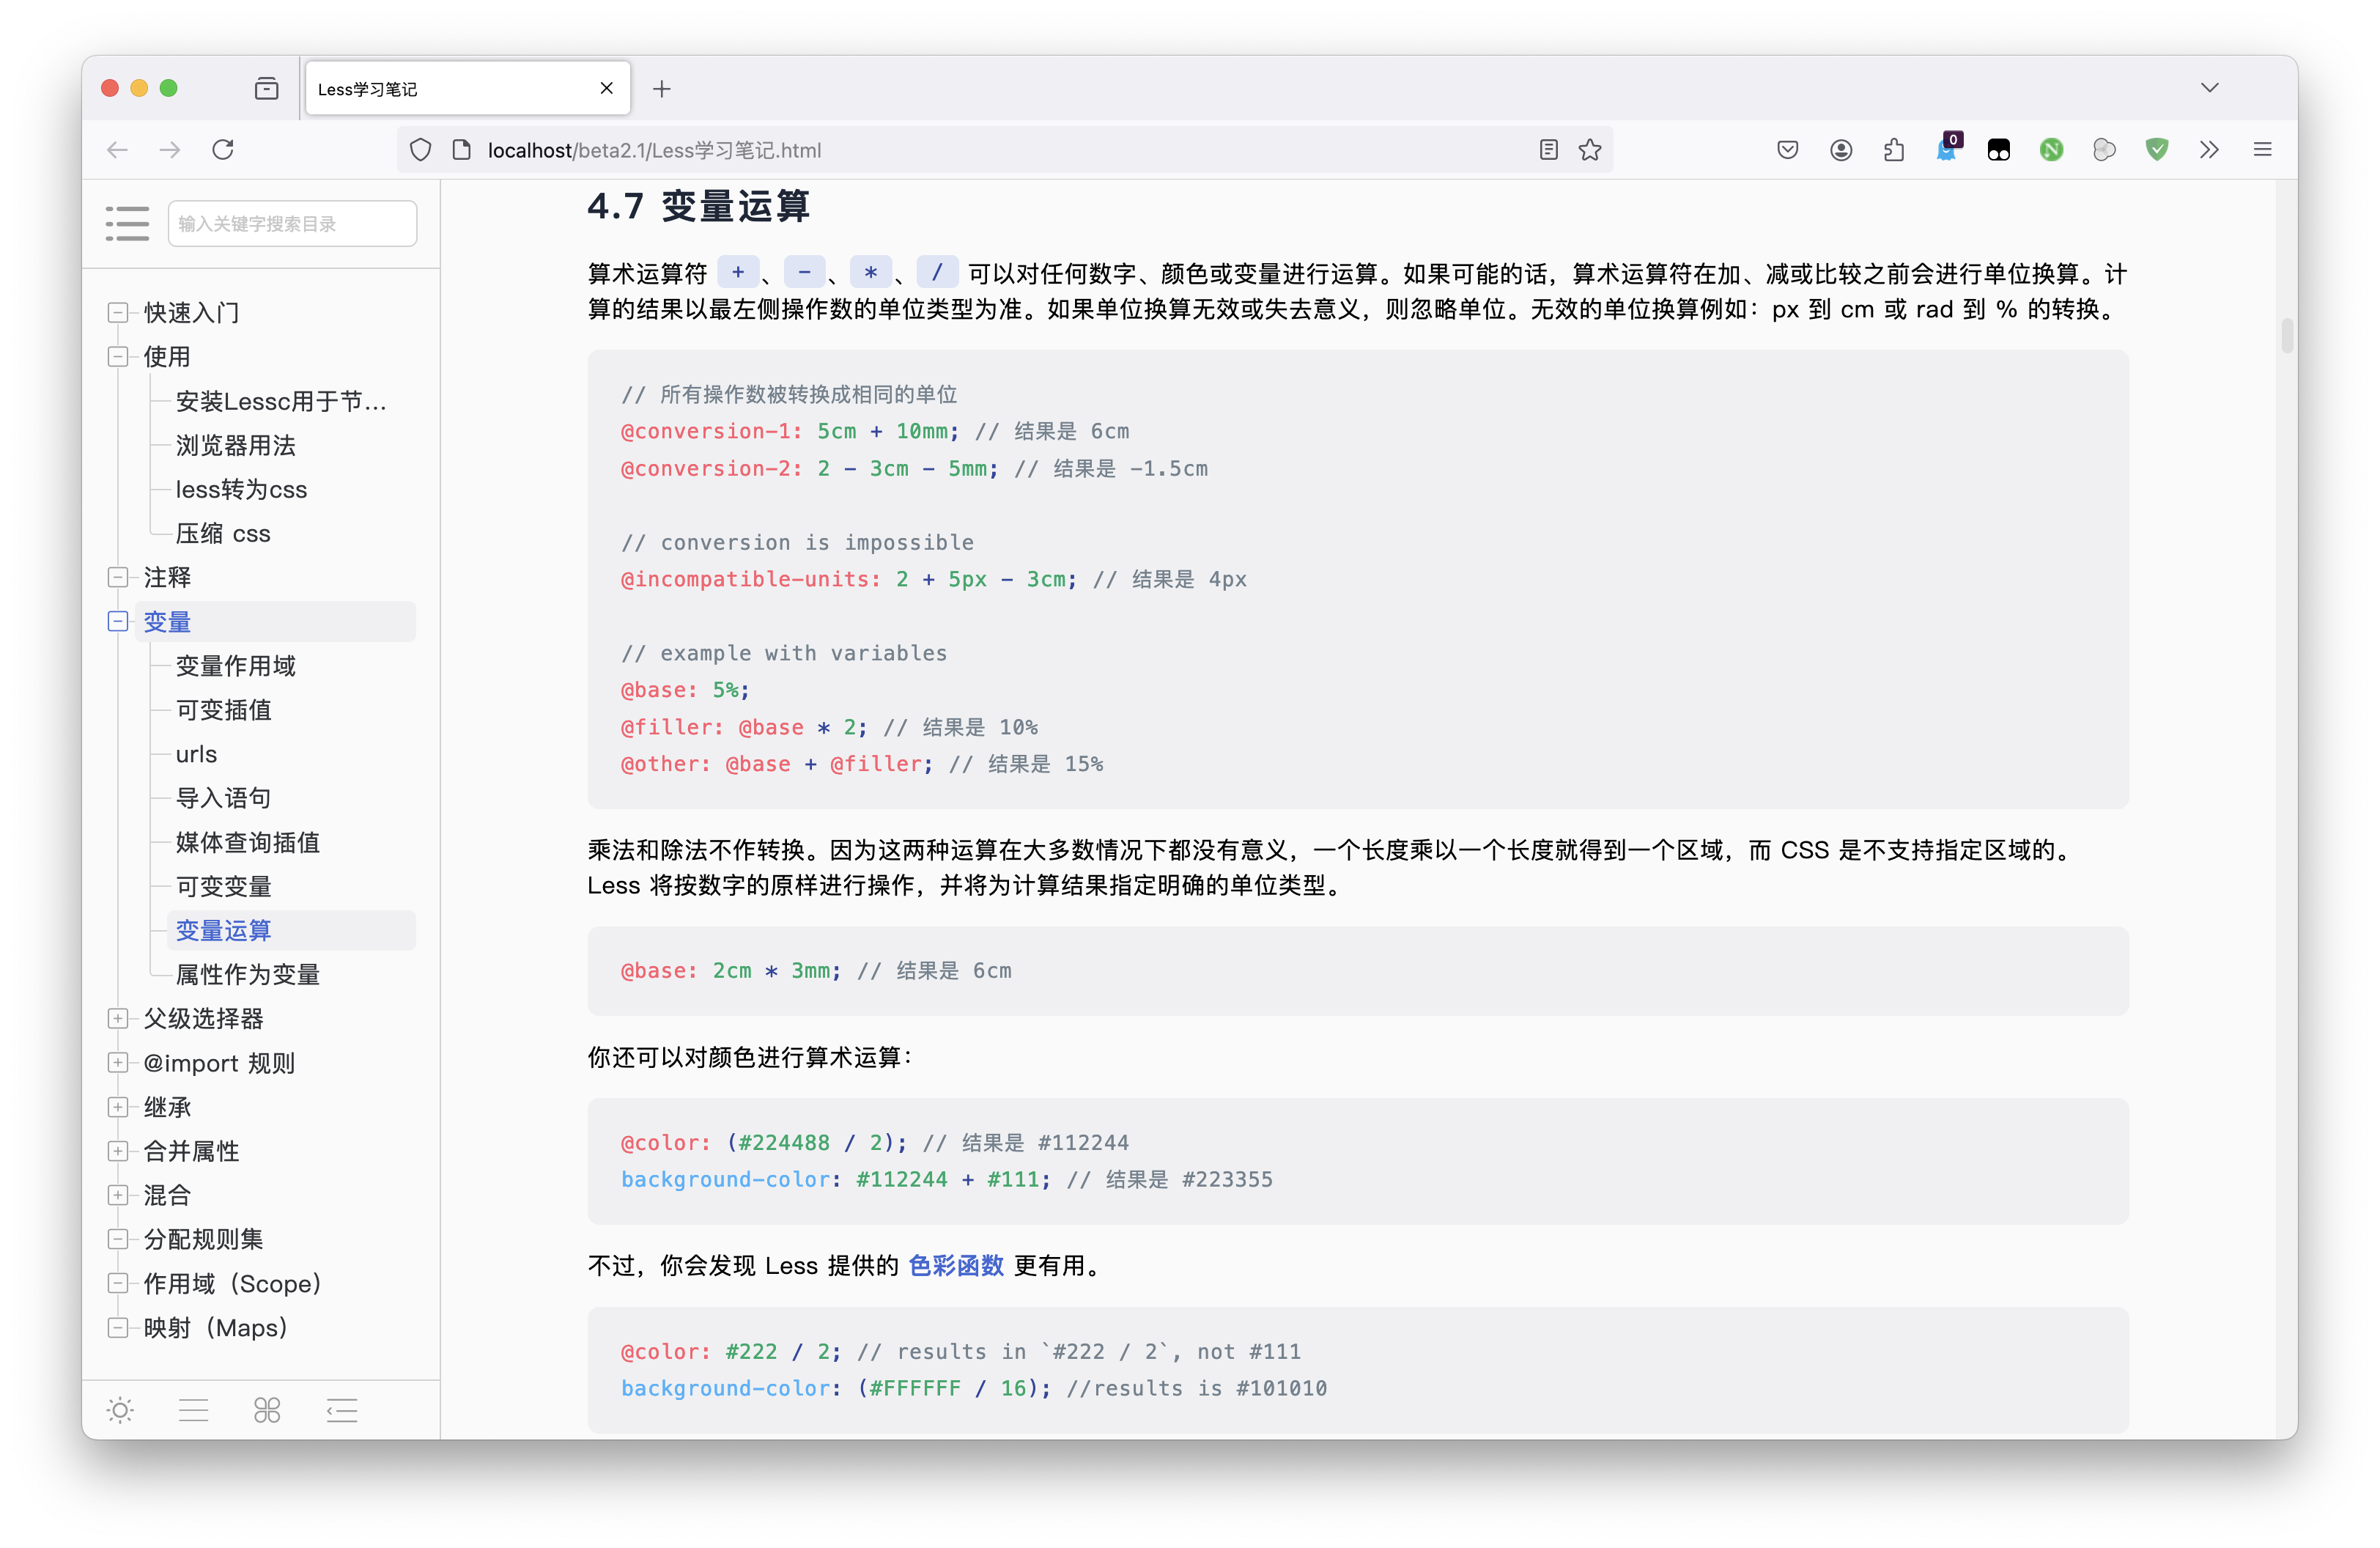 Less学习笔记
localhost/beta2.1/Less学习笔记.html
0
输入关键字搜索目录
快速入门
使用
安装Lessc用于节...
浏览器用法
less转为css
压缩 css
注释
变量
变量作用域
可变插值
urls
导入语句
媒体查询插值
可变变量
变量运算
属性作为变量
父级选择器
@import 规则
继承
合并属性
混合
分配规则集
作用域（Scope）
映射（Maps）
4.7 变量运算
算术运算符 + 、 - 、 * 、 / 可以对任何数字、颜色或变量进行运算。如果可能的话，算术运算符在加、减或比较之前会进行单位换算。计
算的结果以最左侧操作数的单位类型为准。如果单位换算无效或失去意义，则忽略单位。无效的单位换算例如：px 到 cm 或 rad 到 % 的转换。
// 所有操作数被转换成相同的单位
@conversion-1: 5cm + 10mm; // 结果是 6cm
@conversion-2: 2 - 3cm - 5mm; // 结果是 -1.5cm
// conversion is impossible
@incompatible-units: 2 + 5px - 3cm; // 结果是 4px
// example with variables
@base: 5%;
@filler: @base * 2; // 结果是 10%
@other: @base + @filler; // 结果是 15%
乘法和除法不作转换。因为这两种运算在大多数情况下都没有意义，一个长度乘以一个长度就得到一个区域，而 CSS 是不支持指定区域的。
Less 将按数字的原样进行操作，并将为计算结果指定明确的单位类型。
@base: 2cm * 3mm; // 结果是 6cm
你还可以对颜色进行算术运算：
@color: (#224488 / 2); // 结果是 #112244
background-color: #112244 + #111; // 结果是 #223355
不过，你会发现 Less 提供的 色彩函数 更有用。
@color: #222 / 2; // results in `#222 / 2`, not #111
background-color: (#FFFFFF / 16); //results is #101010